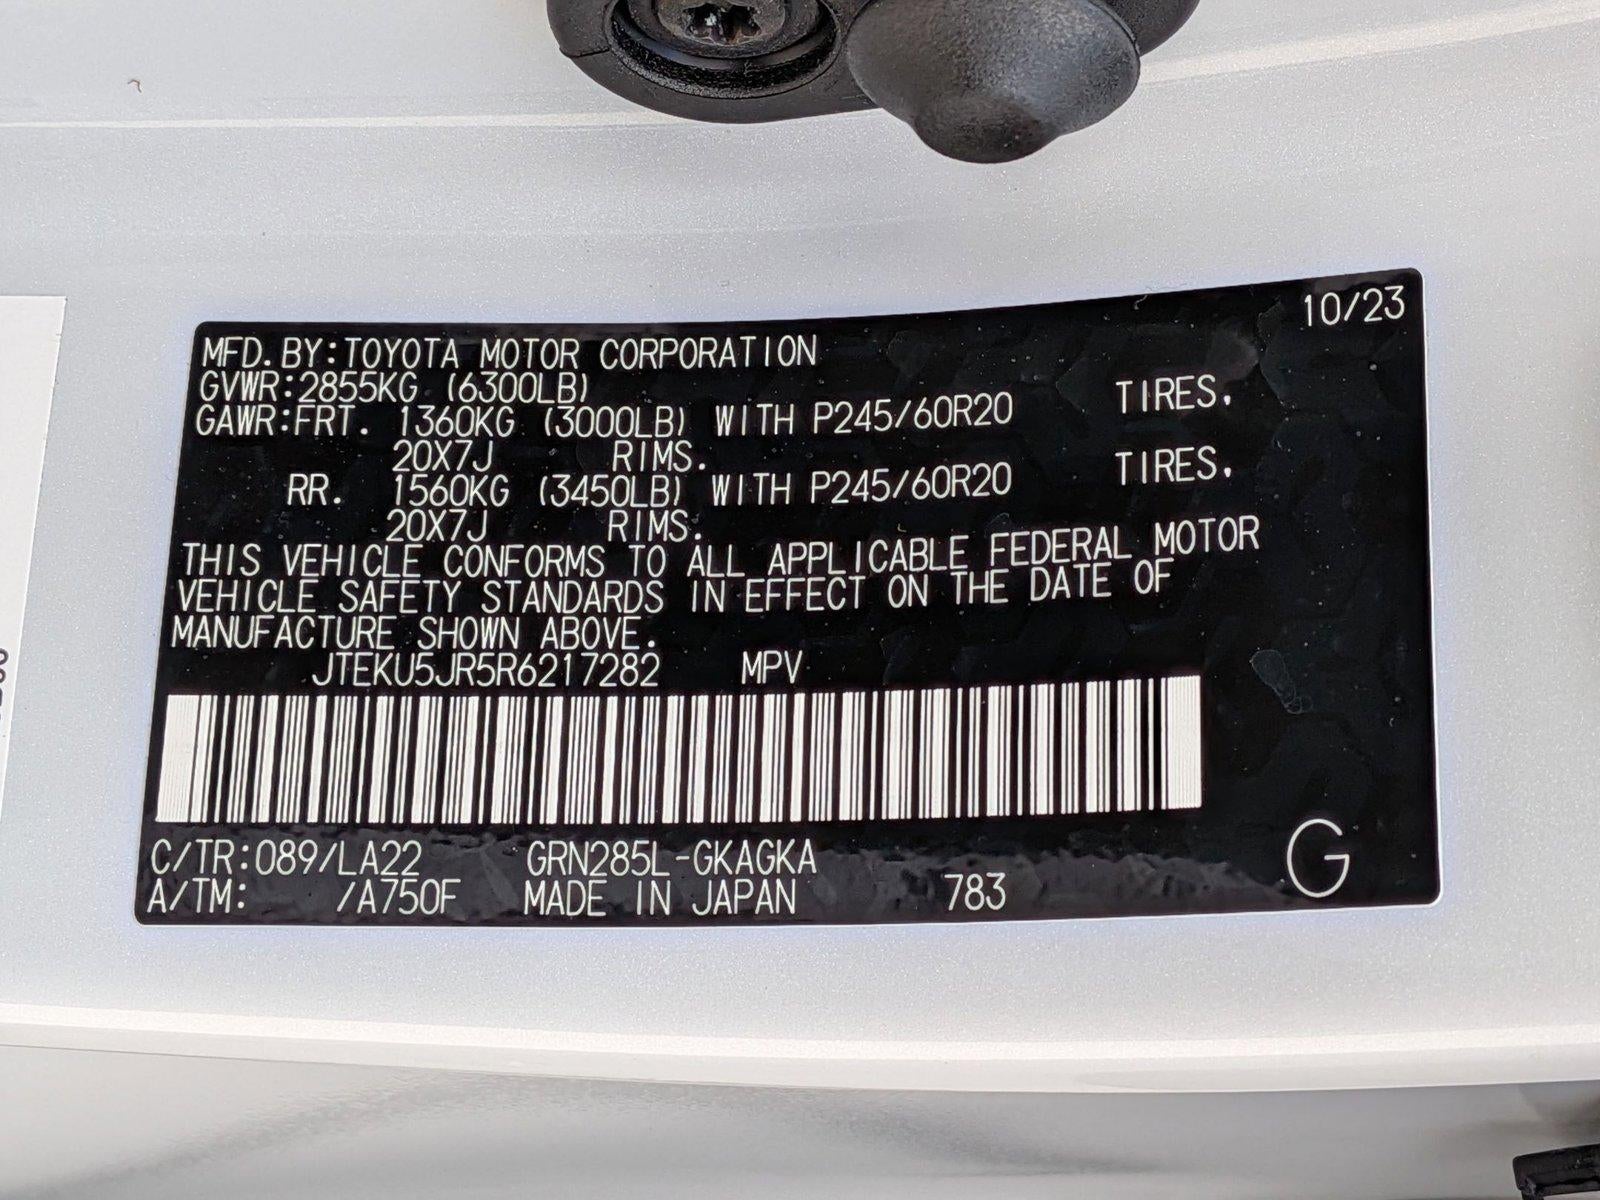 10/23
MFD.BY:TOYOTA MOTOR CORPORATION
GVWR:2855KG (6300LB)
GAWR:FRT. 1360KG (3000LB) WITH P245/60R20 TIRES,
20X7J RIMS.
RR. 1560KG (3450LB) WITH P245/60R20 TIRES,
20X7J RIMS.
THIS VEHICLE CONFORMS TO ALL APPLICABLE FEDERAL MOTOR
VEHICLE SAFETY STANDARDS IN EFFECT ON THE DATE OF
MANUFACTURE SHOWN ABOVE.
JTEKU5JR5R6217282 MPV
C/TR:089/LA22 GRN285L-GKAGKA
A/TM: /A750F MADE IN JAPAN 783
G